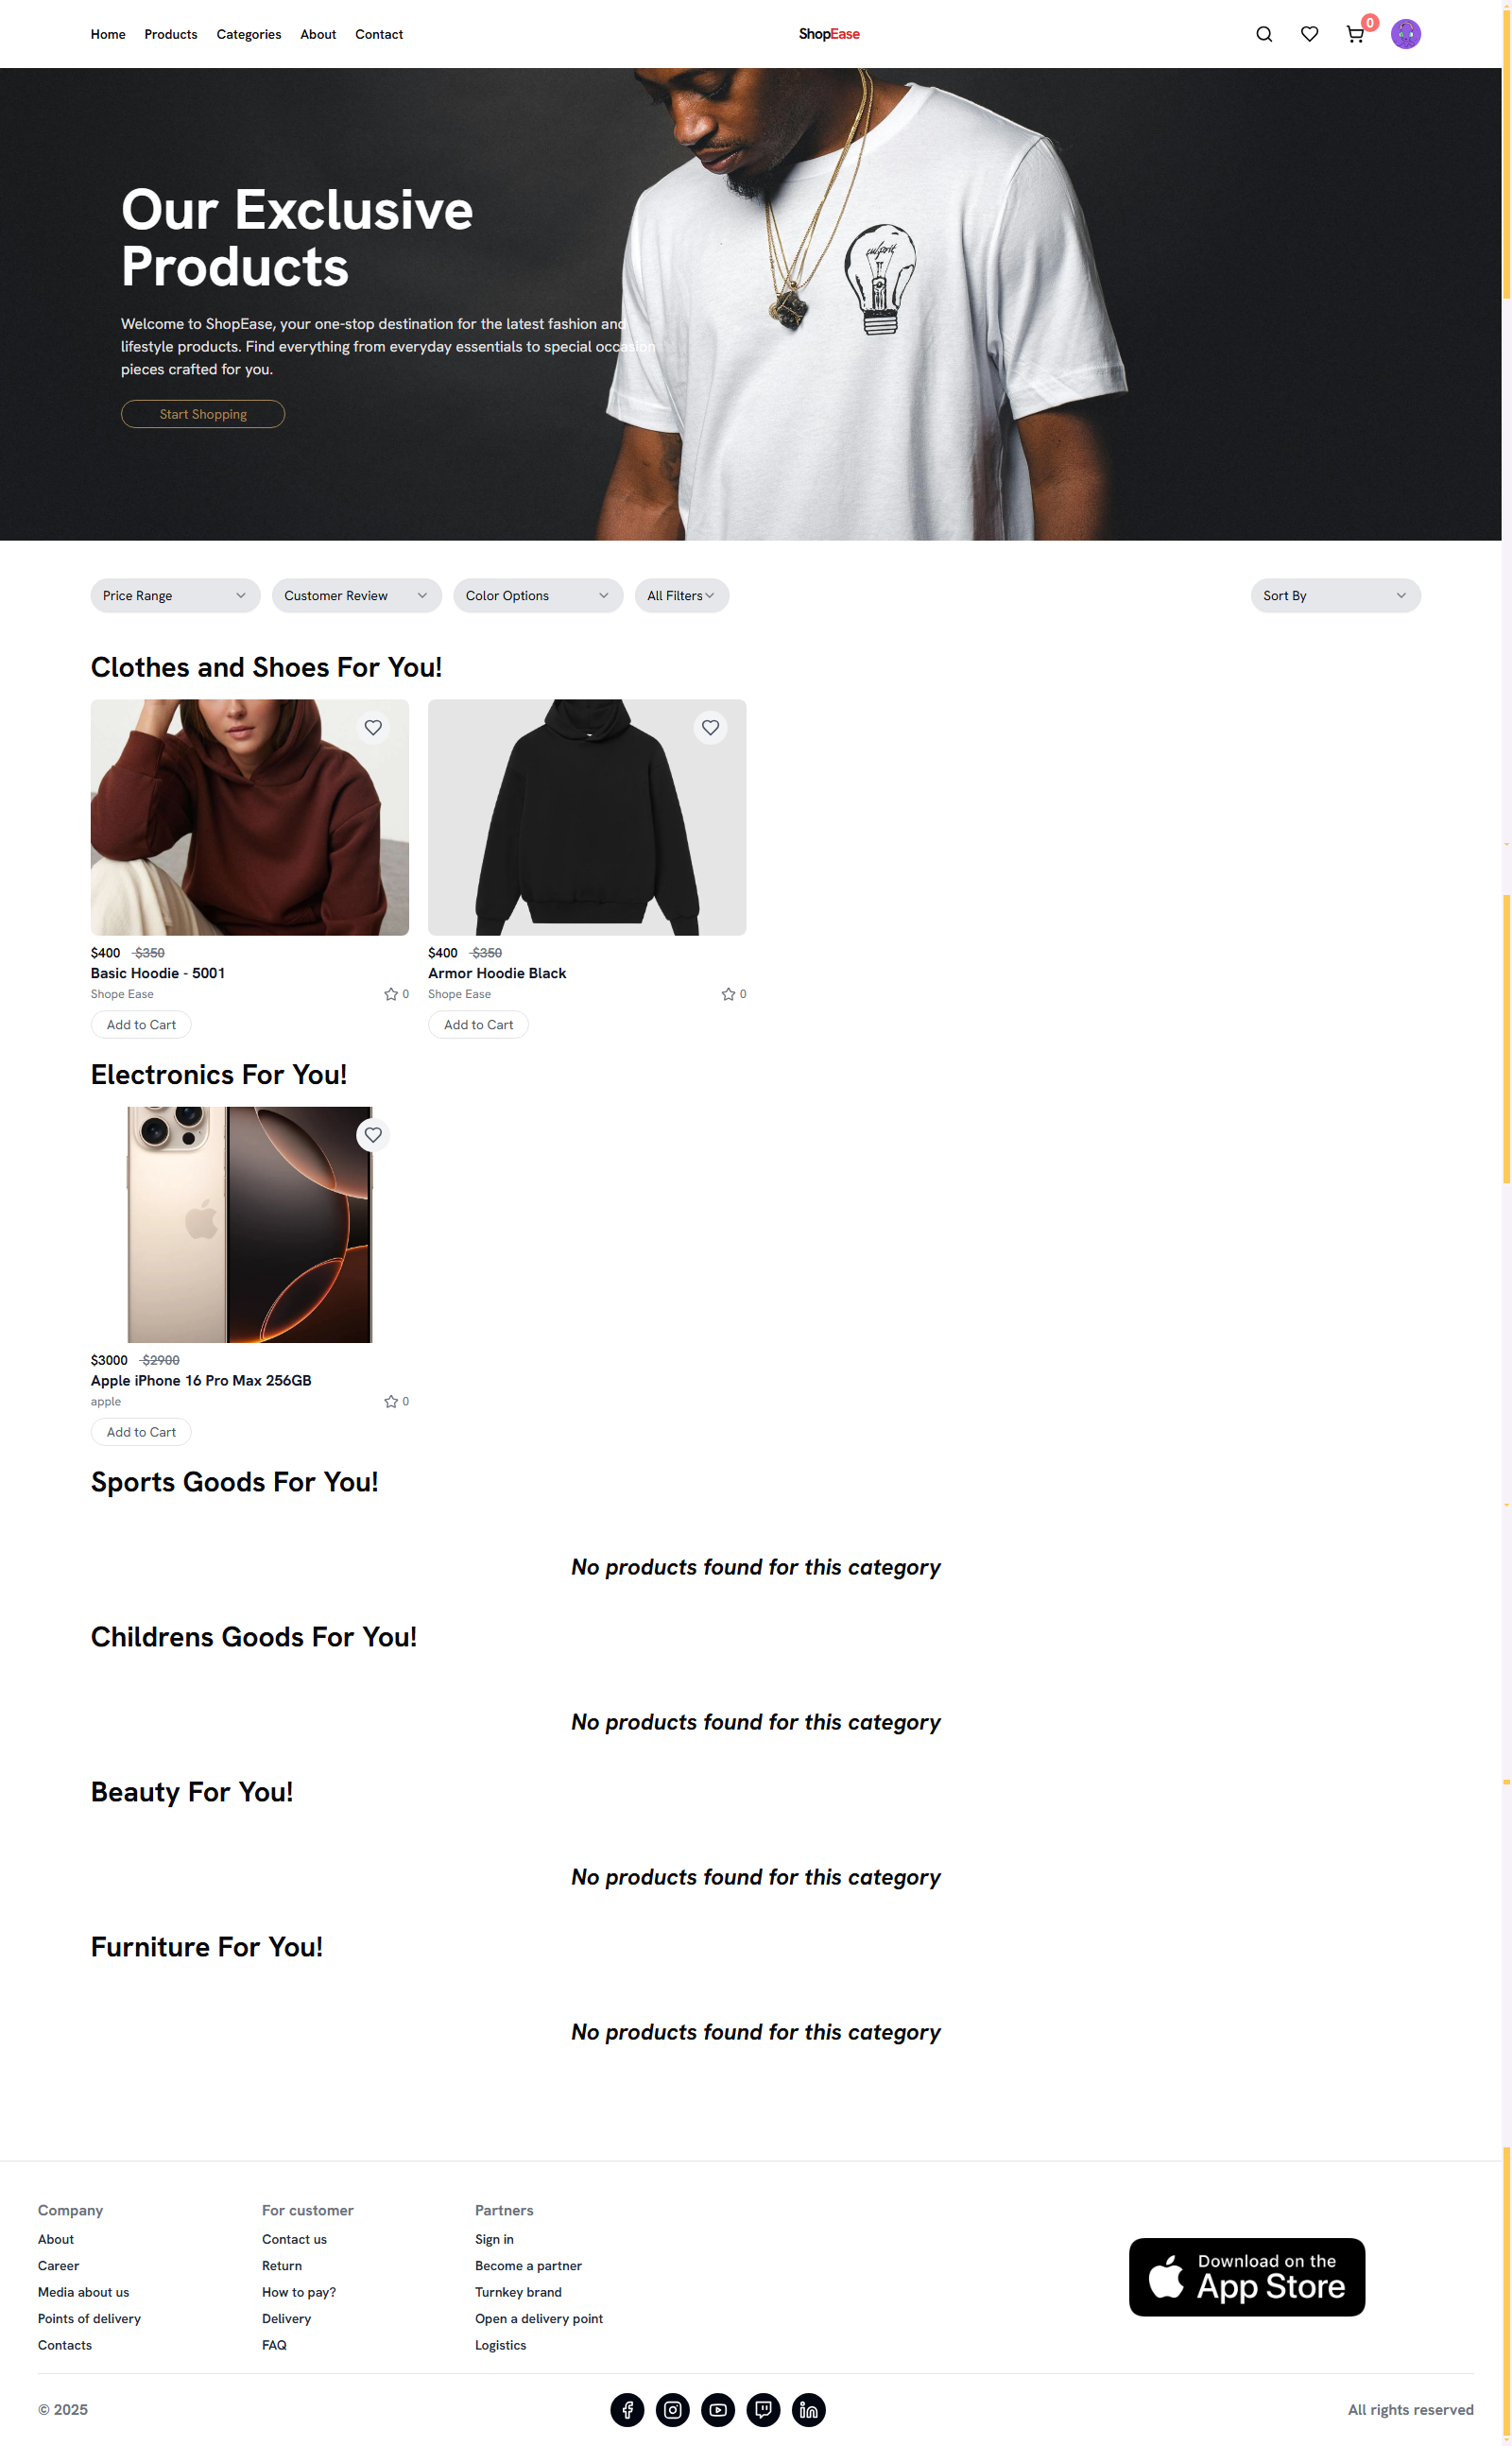 Home Products Categories About Contact
ShopEase
0
Our Exclusive
Products
Welcome to ShopEase, your one-stop destination for the latest fashion and
lifestyle products. Find everything from everyday essentials to special occasion
pieces crafted for you.
Start Shopping
Price Range Customer Review Color Options All Filters Sort By
Clothes and Shoes For You!
$400 $350 $400 $350
Basic Hoodie - 5001 Armor Hoodie Black
Shope Ease 0 Shope Ease 0
Add to Cart Add to Cart
Electronics For You!
$3000 $2900
Apple iPhone 16 Pro Max 256GB
apple 0
Add to Cart
Sports Goods For You!
No products found for this category
Childrens Goods For You!
No products found for this category
Beauty For You!
No products found for this category
Furniture For You!
No products found for this category
Company For customer Partners
About Contact us Sign in
Career Return Become a partner
Media about us How to pay? Turnkey brand
Points of delivery Delivery Open a delivery point
Contacts FAQ Logistics
Download on the
App Store
© 2025 All rights reserved